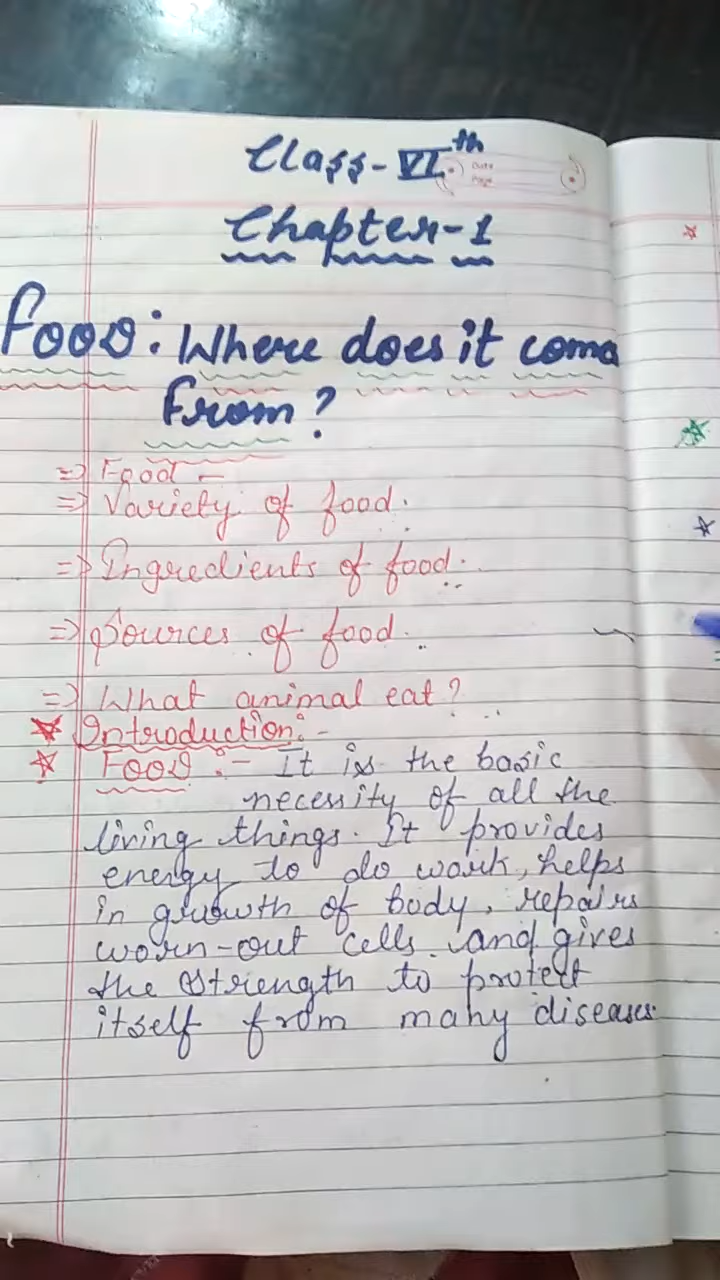 Class-VIth
Date
Page
Chapter-1
Food: Where does it come
From?
=> Food -
=> Variety of food.
=> Ingredients of food.
=> Sources of food.
=> What animal eat?
Introduction:-
Food :- It is the basic
necessity of all the
living things. It provides
energy to do work, helps
in growth of body, repairs
worn-out cells and gives
the strength to protect
itself from many diseases.